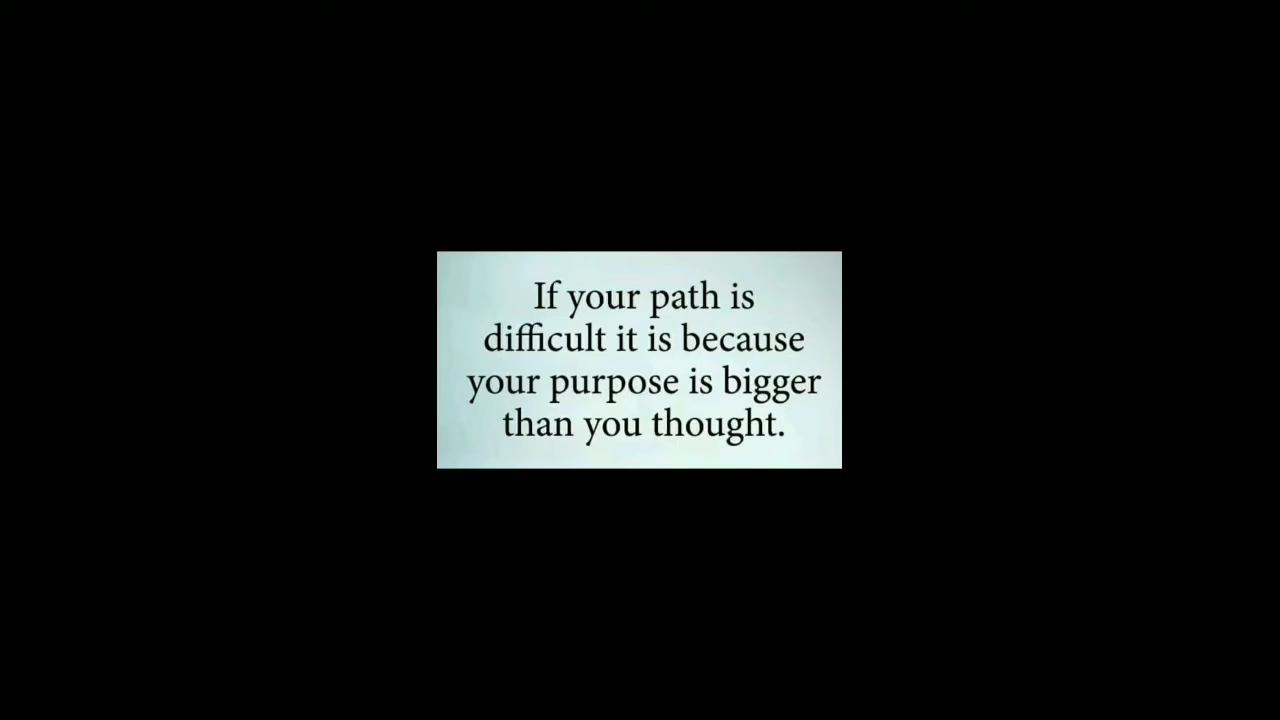 If your path is
difficult it is because
your purpose is bigger
than you thought.